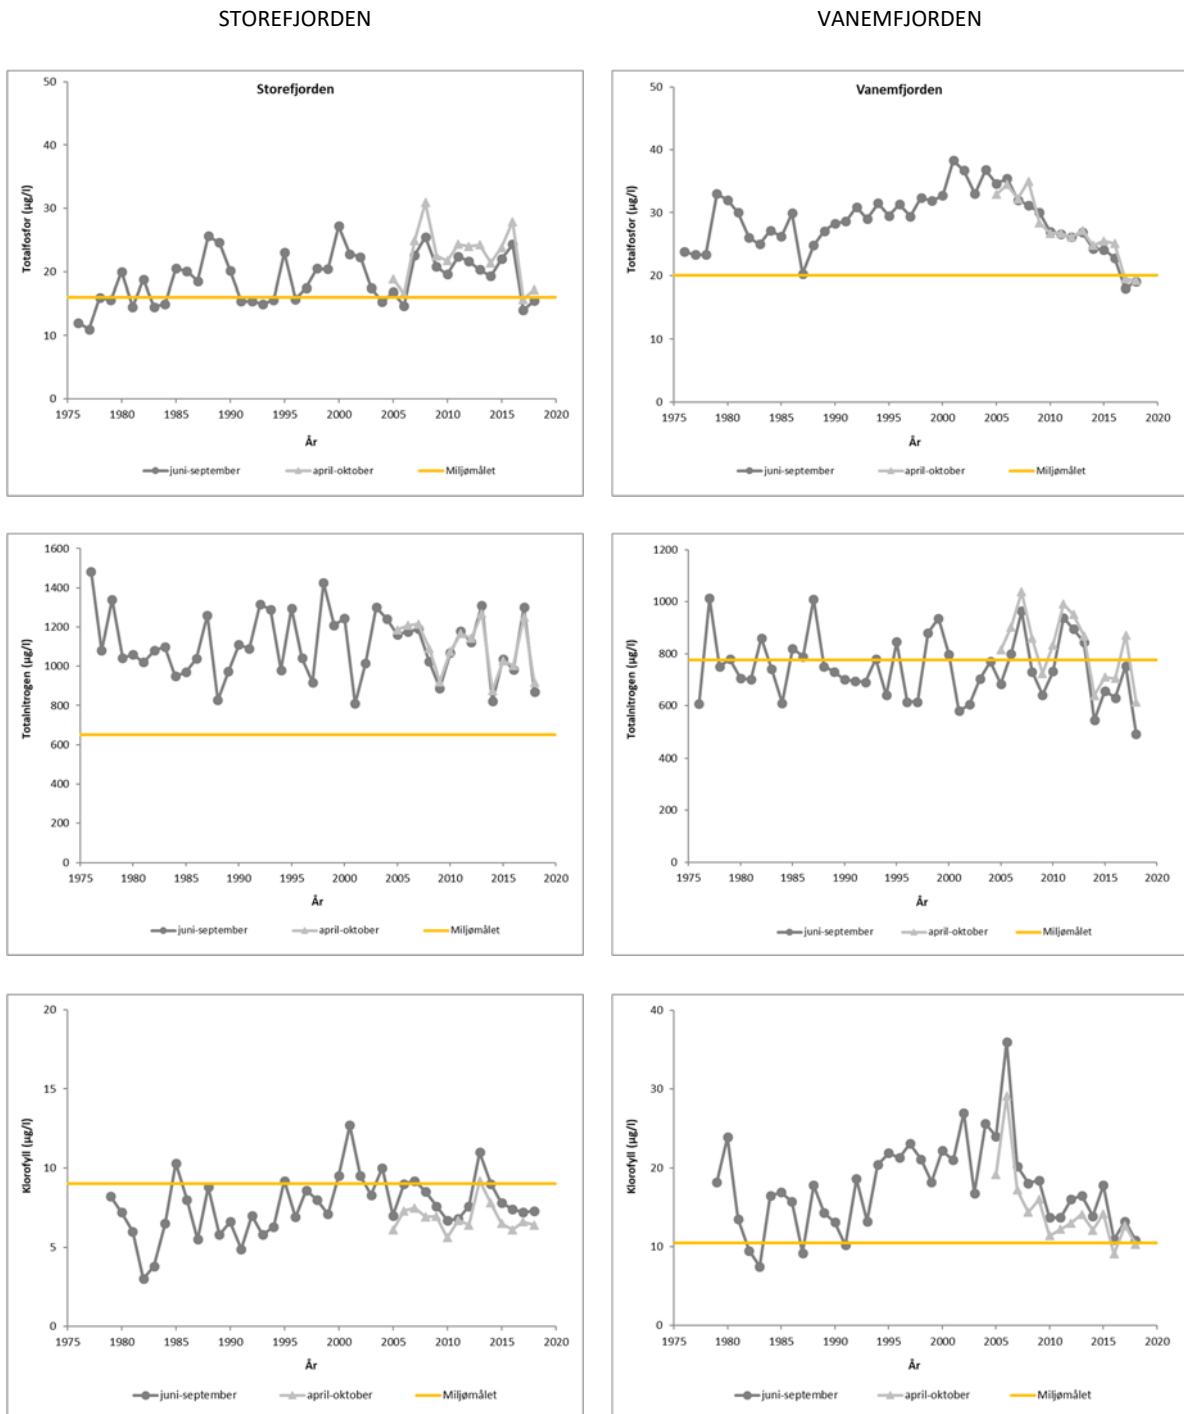 STOREFJORDEN VANEMFJORDEN
Storefjorden
Totalfosfor (µg/l)
50
40
30
20
10
0
1975 1980 1985 1990 1995 2000 2005 2010 2015 2020
År
juni-september april-oktober Miljømålet
Vanemfjorden
Totalfosfor (µg/l)
50
40
30
20
10
0
1975 1980 1985 1990 1995 2000 2005 2010 2015 2020
År
juni-september april-oktober Miljømålet
Totalnitrogen (µg/l)
1600
1400
1200
1000
800
600
400
200
0
1975 1980 1985 1990 1995 2000 2005 2010 2015 2020
År
juni-september april-oktober Miljømålet
Totalnitrogen (µg/l)
1200
1000
800
600
400
200
0
1975 1980 1985 1990 1995 2000 2005 2010 2015 2020
År
juni-september april-oktober Miljømålet
Klorofyll (µg/l)
20
15
10
5
0
1975 1980 1985 1990 1995 2000 2005 2010 2015 2020
År
juni-september april-oktober Miljømålet
Klorofyll (µg/l)
40
30
20
10
0
1975 1980 1985 1990 1995 2000 2005 2010 2015 2020
År
juni-september april-oktober Miljømålet